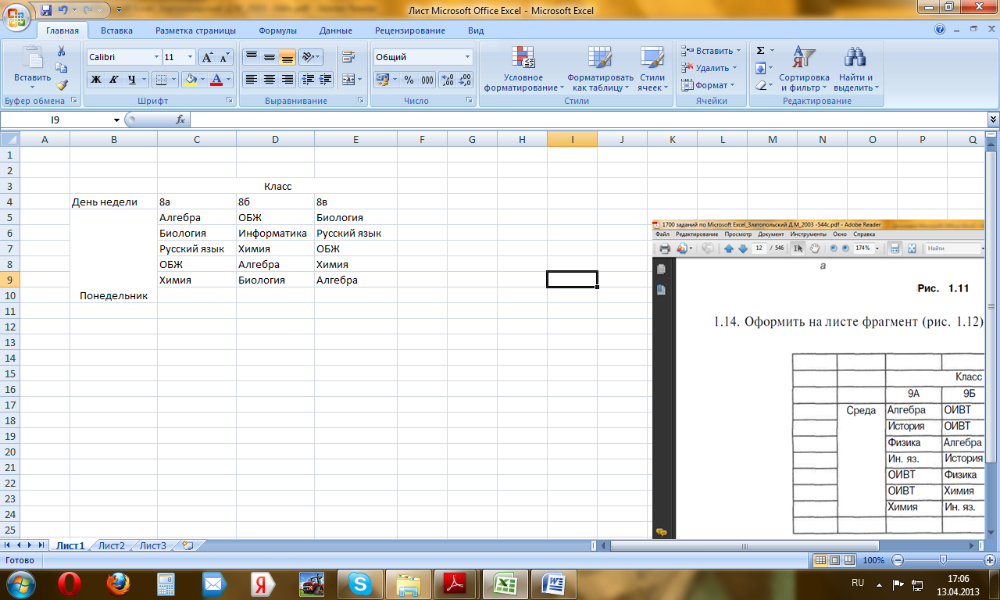 Лист Microsoft Office Excel - Microsoft Excel
Главная Вставка Разметка страницы Формулы Данные Рецензирование Вид
Calibri 11 Общий
Вставить
Ж К Ч А % 000
Условное форматирование Форматировать как таблицу Стили ячеек
Вставить Удалить Формат
Σ Сортировка и фильтр Найти и выделить
Буфер обмена Шрифт Выравнивание Число Стили Ячейки Редактирование
I9 fx
A B C D E F G H I J K L M N O P Q
1
2
3 Класс
4 День недели 8а 8б 8в
5 Алгебра ОБЖ Биология
6 Биология Информатика Русский язык
7 Русский язык Химия ОБЖ
8 ОБЖ Алгебра Химия
9 Химия Биология Алгебра
10 Понедельник
11
12
13
14
15
16
17
18
19
20
21
22
23
24
25
1700 заданий по Microsoft Excel_Златопольский Д.М_2003 -544с.pdf - Adobe Reader
Файл Редактирование Просмотр Документ Инструменты Окно Справка
12 / 546 174% Найти
а
Рис. 1.11
1.14. Оформить на листе фрагмент (рис. 1.12)
Класс
9А 9Б
Среда Алгебра ОИВТ
История ОИВТ
Физика Алгебра
Ин. яз. История
ОИВТ Физика
ОИВТ Химия
Химия Ин. яз.
Лист1 Лист2 Лист3
Готово 100%
RU 17:06
13.04.2013